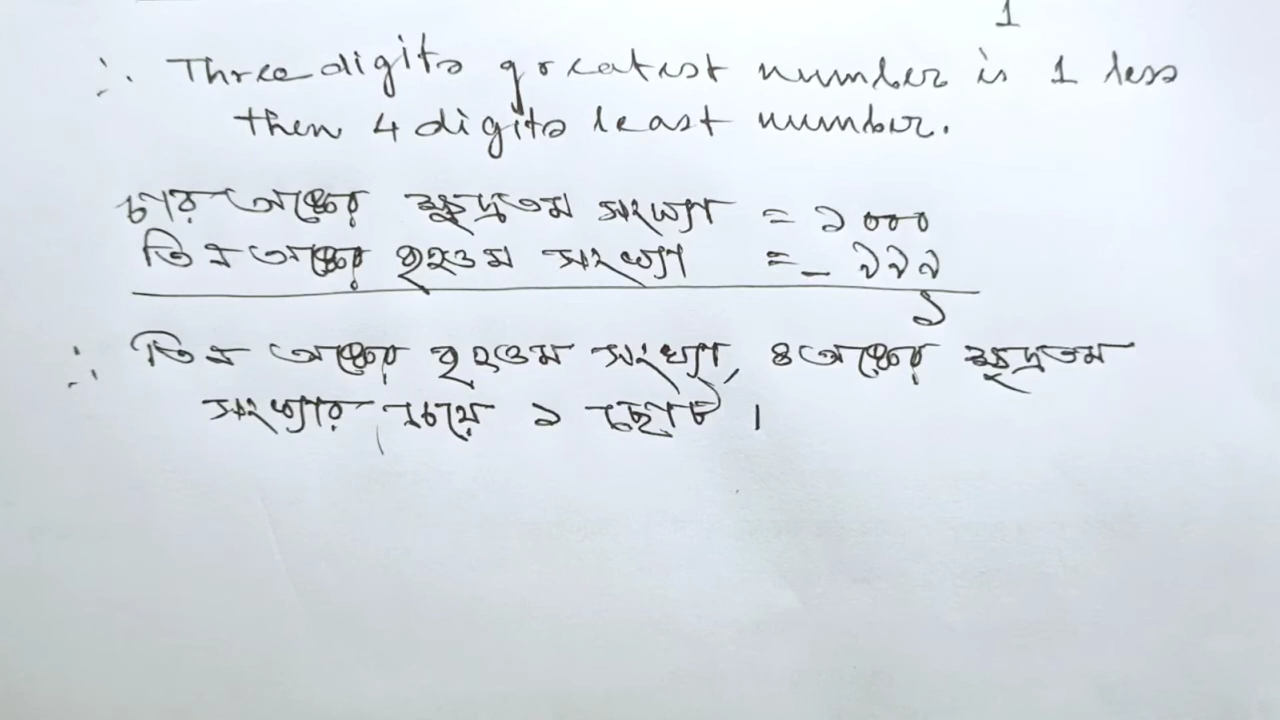 1
∴ Three digits greatest number is 1 less
then 4 digits least number.
চার অঙ্কের ক্ষুদ্রতম সংখ্যা = ১০০০
তিন অঙ্কের বৃহত্তম সংখ্যা = - ৯৯৯
১
∴ তিন অঙ্কের বৃহত্তম সংখ্যা, ৪ অঙ্কের ক্ষুদ্রতম
সংখ্যার চেয়ে ১ ছোট।